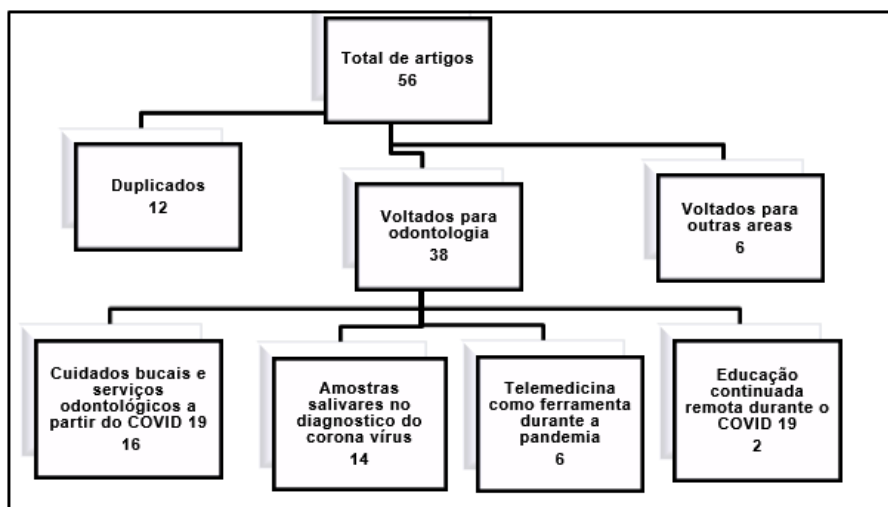 Total de artigos
56
Duplicados
12
Voltados para
odontologia
38
Voltados para
outras areas
6
Cuidados bucais e
serviços
odontológicos a
partir do COVID 19
16
Amostras
salivares no
diagnostico do
corona vírus
14
Telemedicina
como ferramenta
durante a
pandemia
6
Educação
continuada
remota durante o
COVID 19
2